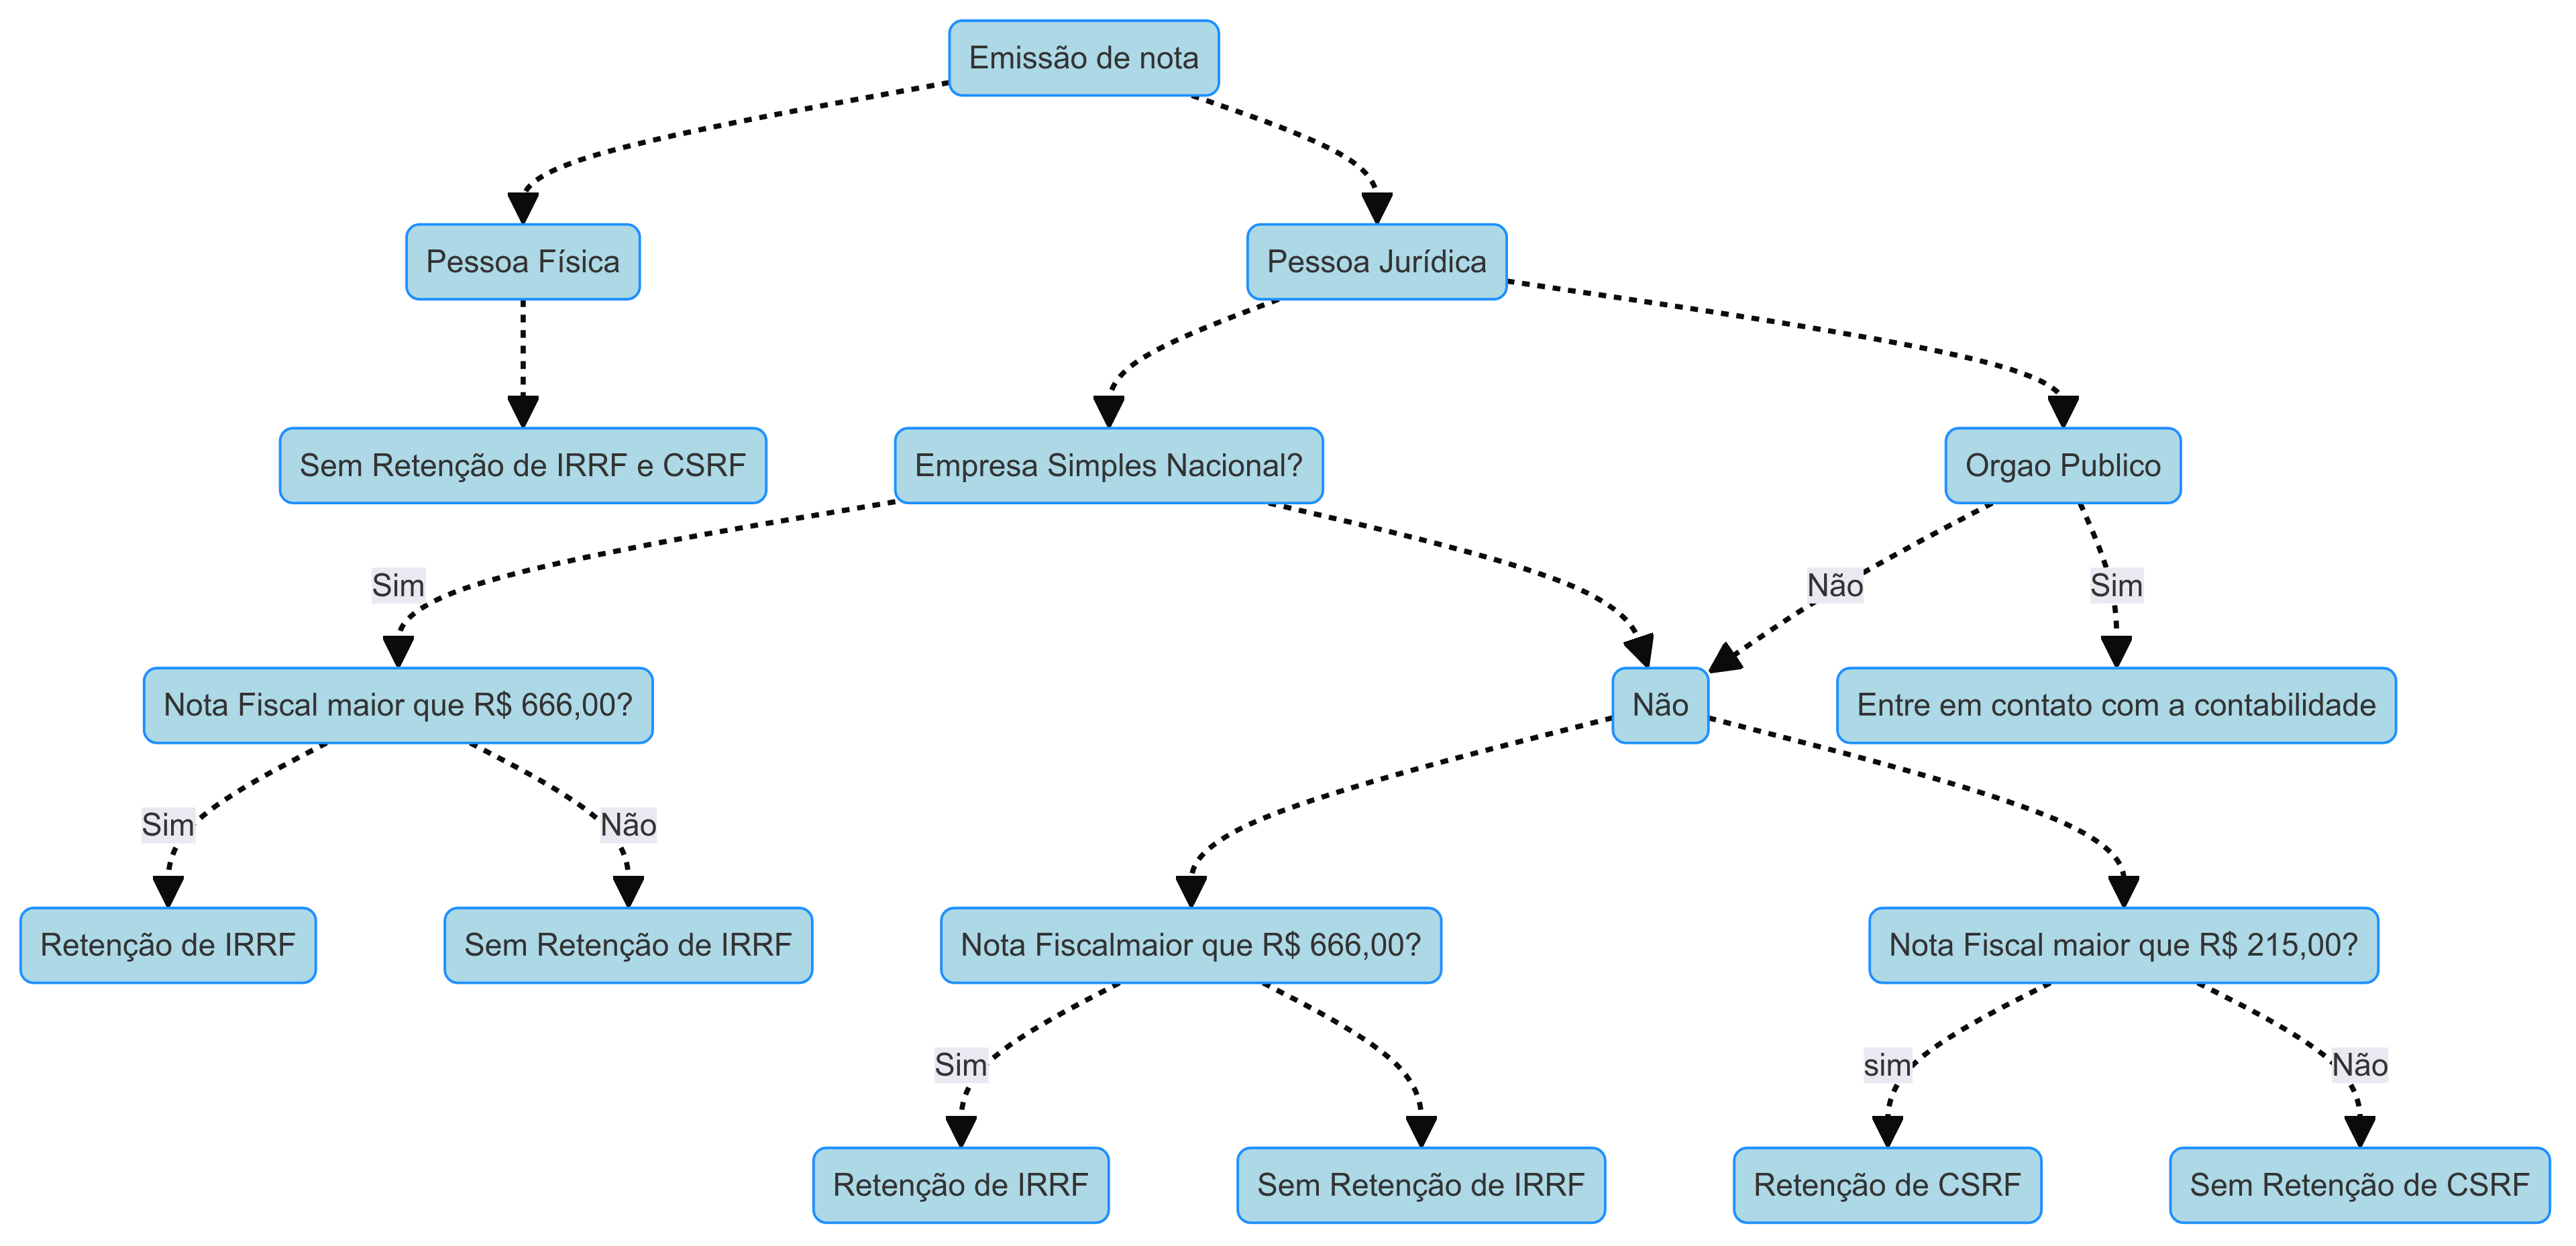 Emissão de nota
Pessoa Física
Pessoa Jurídica
Sem Retenção de IRRF e CSRF
Empresa Simples Nacional?
Orgao Publico
Sim
Não
Sim
Nota Fiscal maior que R$ 666,00?
Não
Entre em contato com a contabilidade
Sim
Não
Retenção de IRRF
Sem Retenção de IRRF
Nota Fiscalmaior que R$ 666,00?
Nota Fiscal maior que R$ 215,00?
Sim
sim
Não
Retenção de IRRF
Sem Retenção de IRRF
Retenção de CSRF
Sem Retenção de CSRF